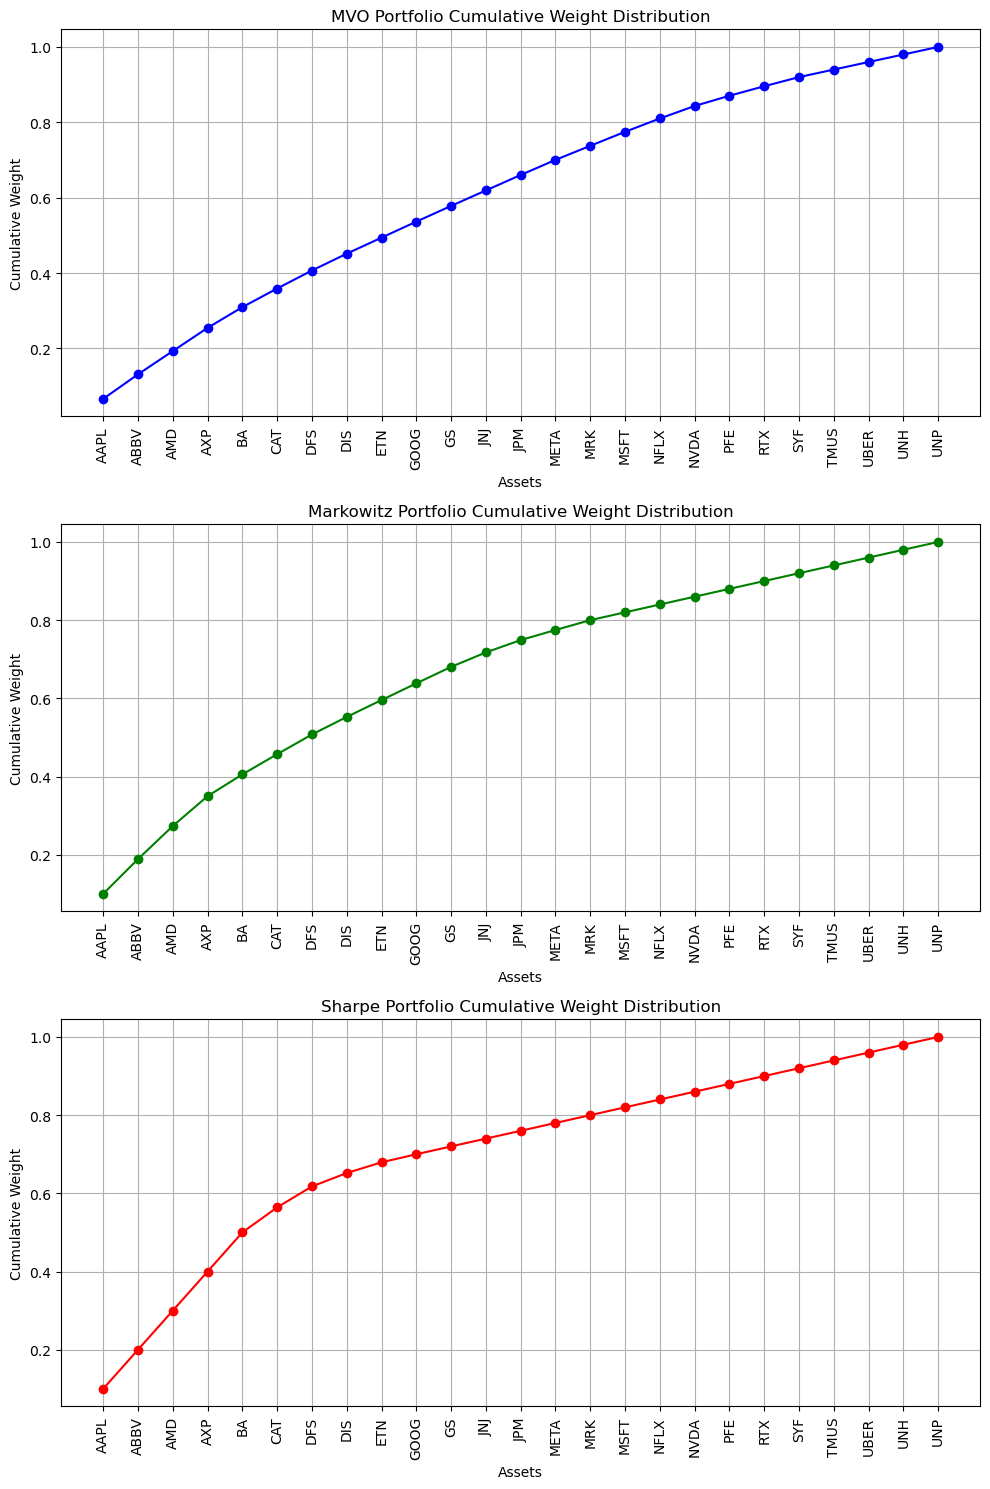 MVO Portfolio Cumulative Weight Distribution
1.0
0.8
0.6
0.4
0.2
Cumulative Weight
AAPL
ABBV
AMD
AXP
BA
CAT
DFS
DIS
ETN
GOOG
GS
JNJ
JPM
META
MRK
MSFT
NFLX
NVDA
PFE
RTX
SYF
TMUS
UBER
UNH
UNP
Assets
Markowitz Portfolio Cumulative Weight Distribution
1.0
0.8
0.6
0.4
0.2
Cumulative Weight
AAPL
ABBV
AMD
AXP
BA
CAT
DFS
DIS
ETN
GOOG
GS
JNJ
JPM
META
MRK
MSFT
NFLX
NVDA
PFE
RTX
SYF
TMUS
UBER
UNH
UNP
Assets
Sharpe Portfolio Cumulative Weight Distribution
1.0
0.8
0.6
0.4
0.2
Cumulative Weight
AAPL
ABBV
AMD
AXP
BA
CAT
DFS
DIS
ETN
GOOG
GS
JNJ
JPM
META
MRK
MSFT
NFLX
NVDA
PFE
RTX
SYF
TMUS
UBER
UNH
UNP
Assets